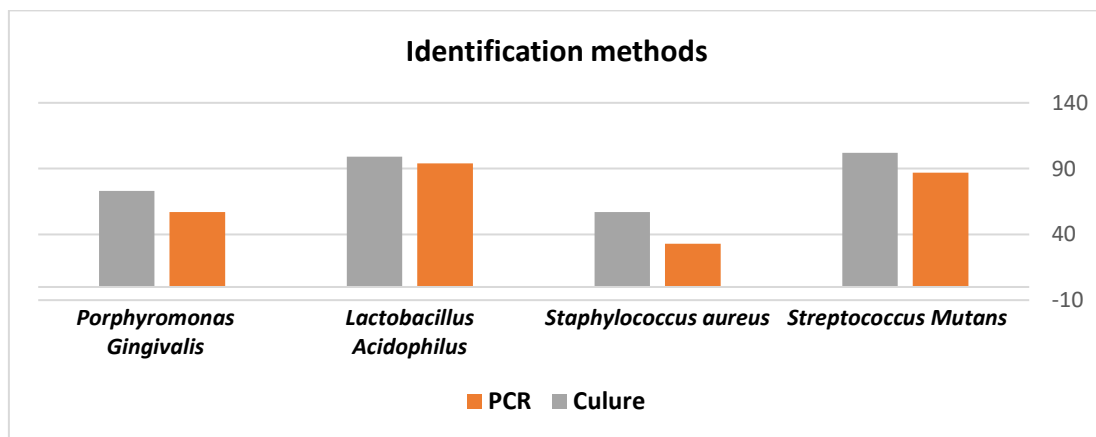 Identification methods
140
90
40
-10
Porphyromonas Gingivalis
Lactobacillus Acidophilus
Staphylococcus aureus
Streptococcus Mutans
PCR
Culure